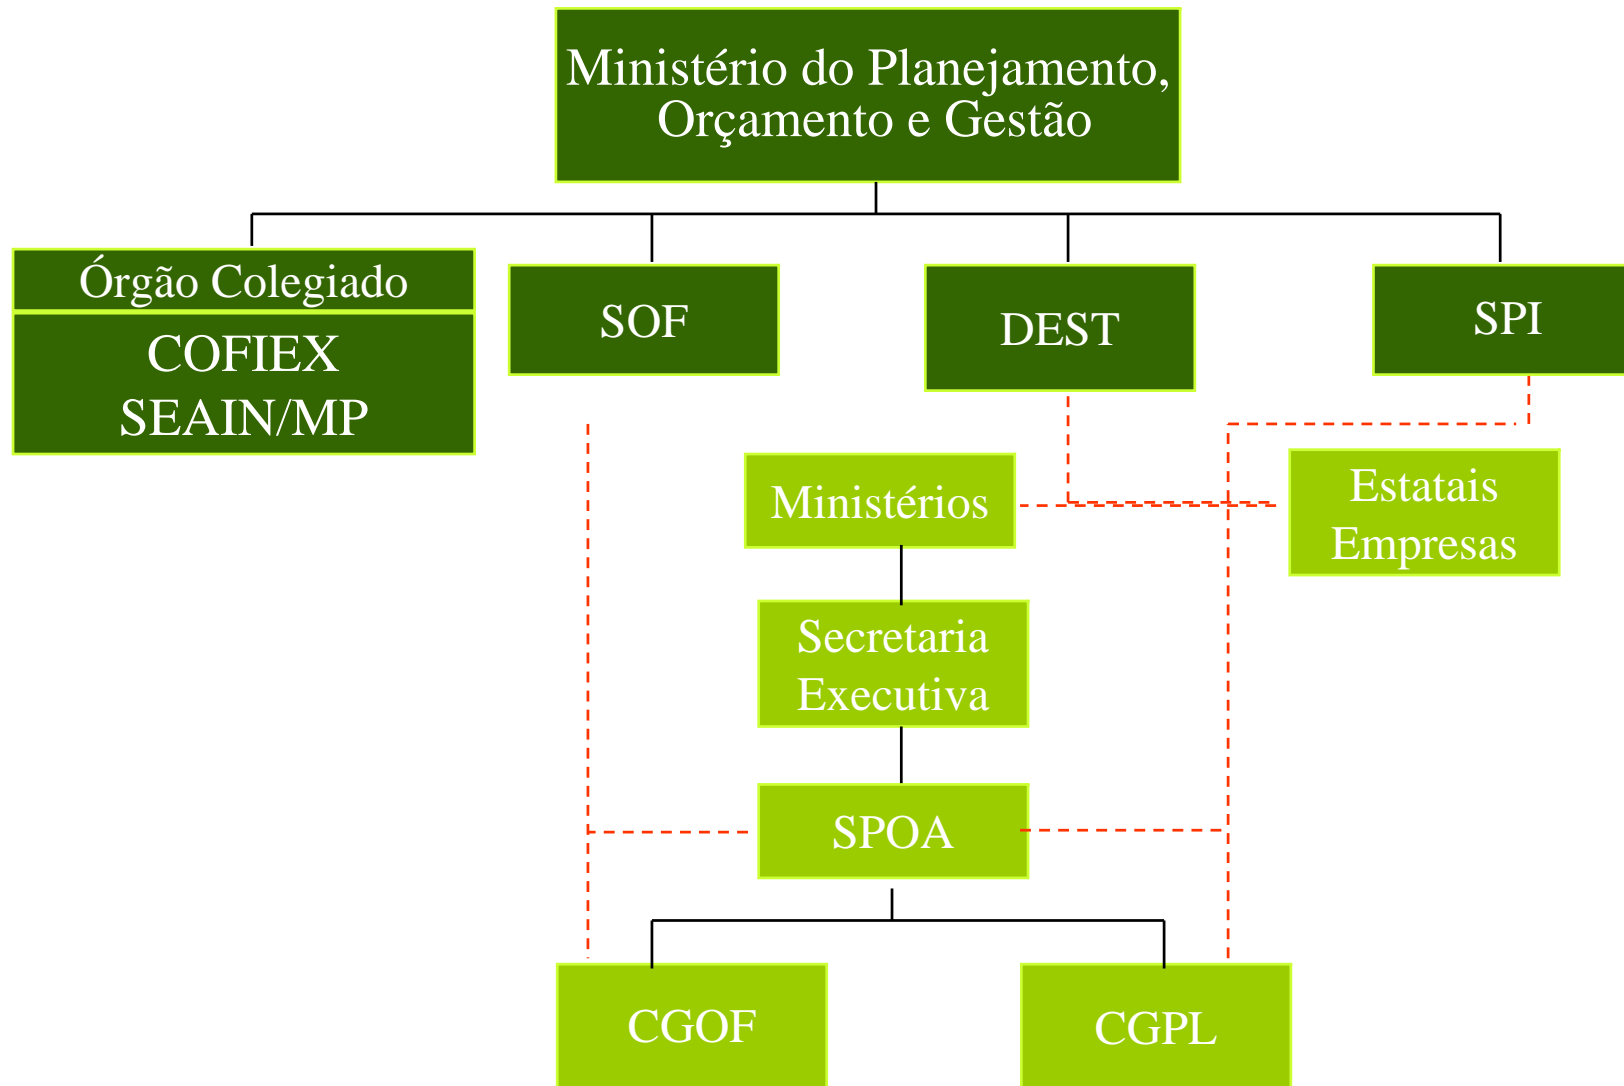 Ministério do Planejamento,
Orçamento e Gestão
Órgão Colegiado
COFIEX
SEAIN/MP
SOF
DEST
SPI
Ministérios
Estatais
Empresas
Secretaria
Executiva
SPOA
CGOF
CGPL